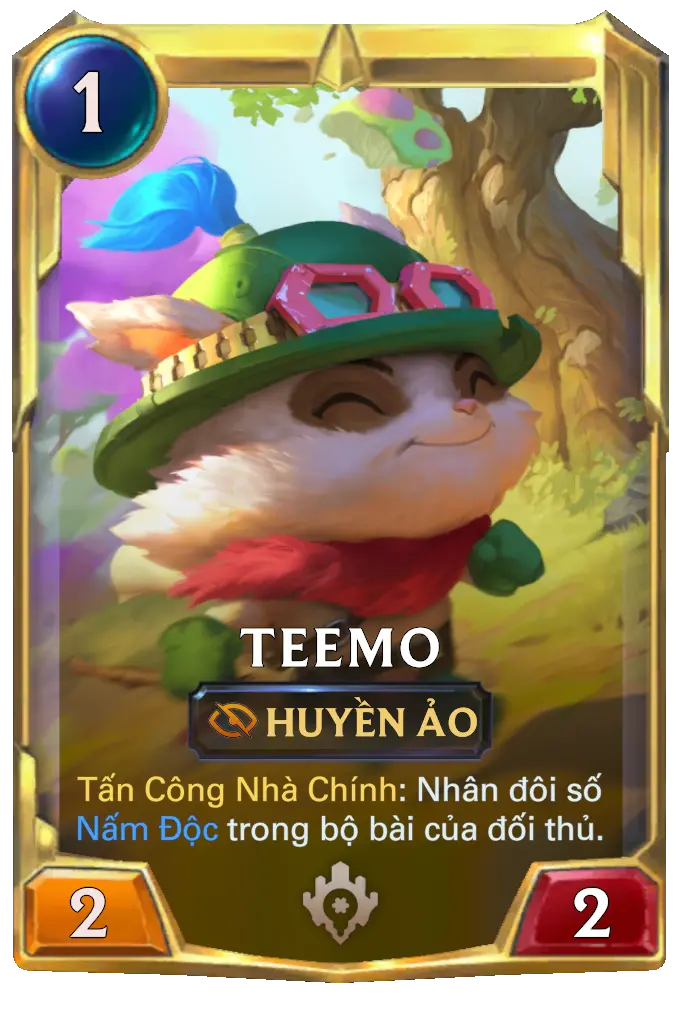 1
TEEMO
HUYỀN ẢO
Tấn Công Nhà Chính: Nhân đôi số
Nấm Độc trong bộ bài của đối thủ.
2
2